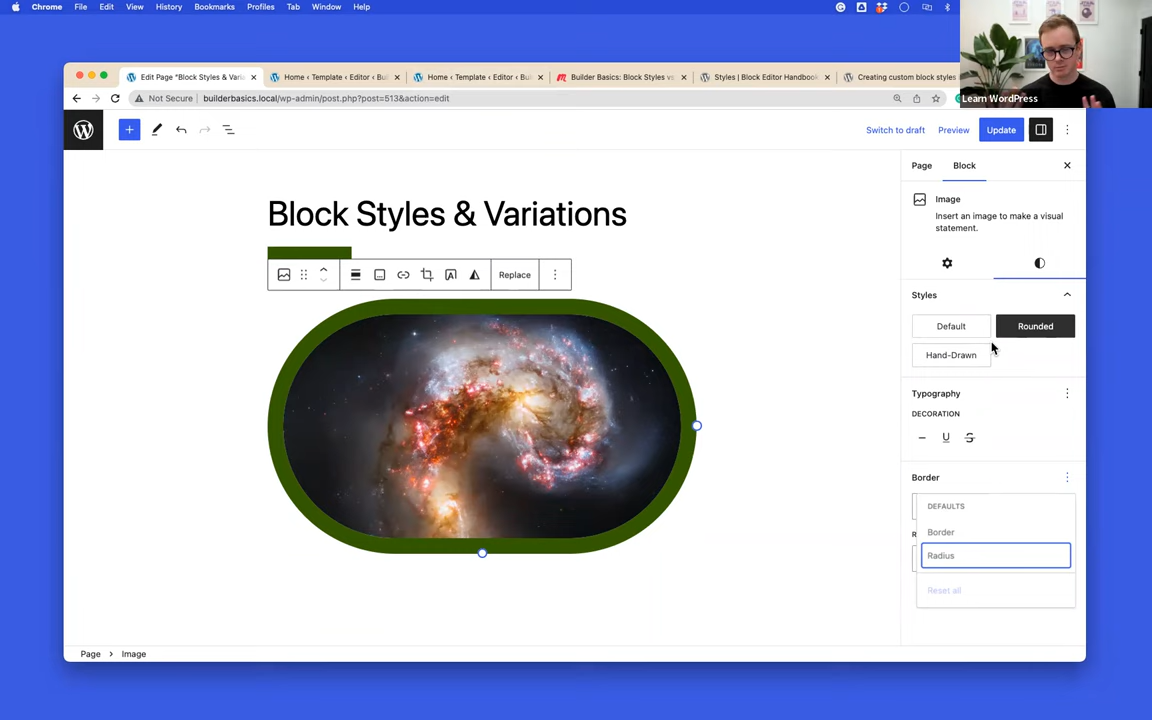 Chrome File Edit View History Bookmarks Profiles Tab Window Help
Edit Page "Block Styles & Varia
Home ‹ Template ‹ Editor ‹ Bui
Home ‹ Template ‹ Editor ‹ Bui
Builder Basics: Block Styles vs
Styles | Block Editor Handbook
Creating custom block styles
Learn WordPress
Not Secure builderbasics.local/wp-admin/post.php?post=513&action=edit
Switch to draft Preview Update
Page Block
Block Styles & Variations
Image
Insert an image to make a visual
statement.
Replace
Styles
Default Rounded
Hand-Drawn
Typography
DECORATION
Border
DEFAULTS
Border
R
Radius
Reset all
Page > Image